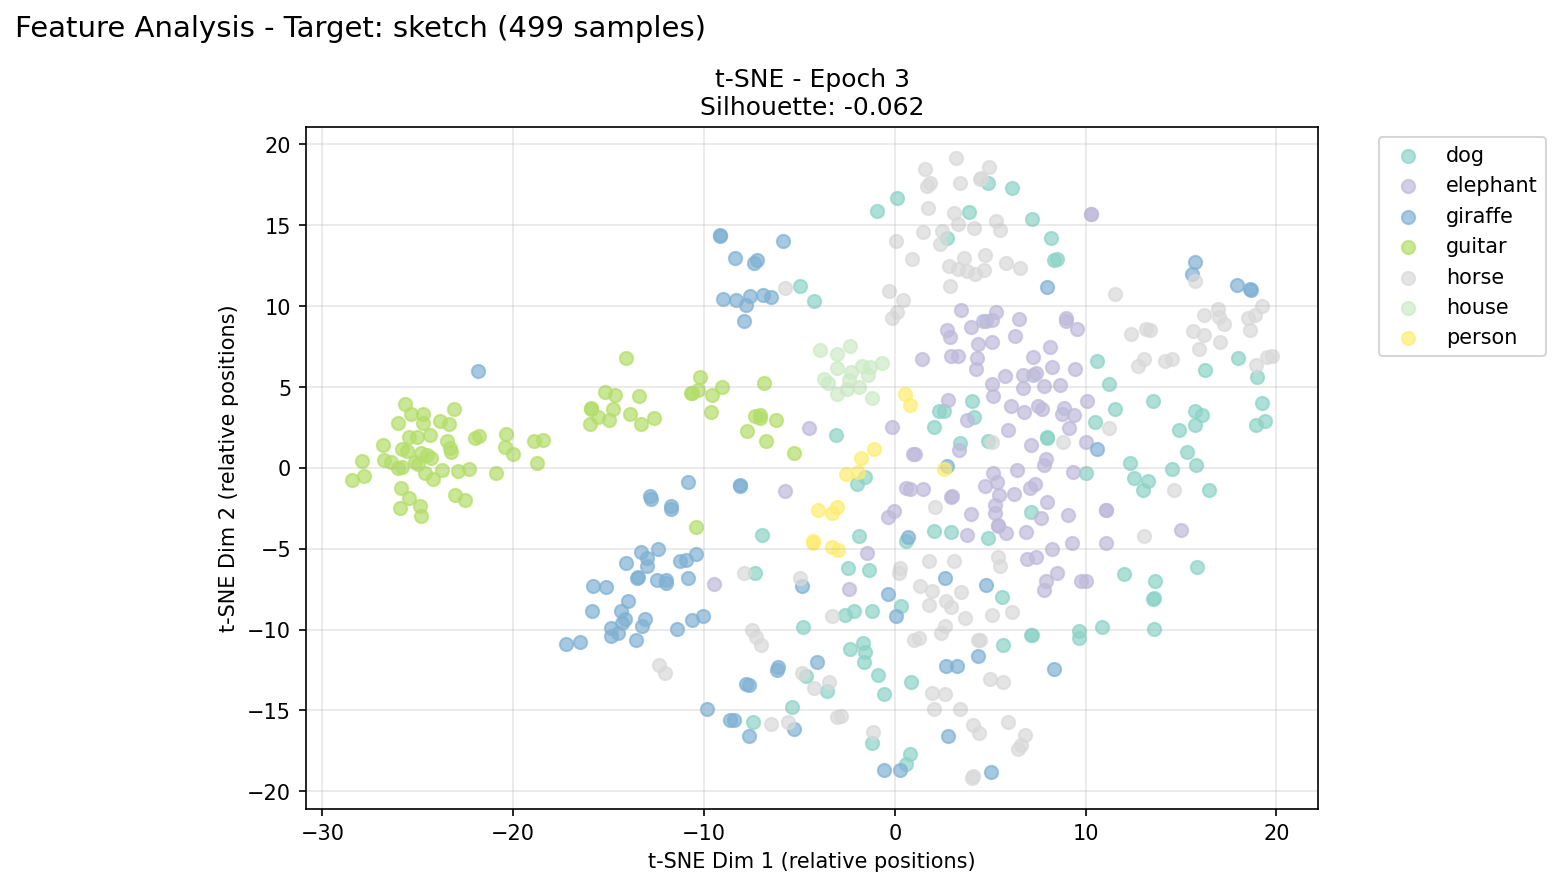 Feature Analysis - Target: sketch (499 samples)
t-SNE - Epoch 3
Silhouette: -0.062
20
15
10
5
0
−5
−10
−15
−20
t-SNE Dim 2 (relative positions)
−30
−20
−10
0
10
20
t-SNE Dim 1 (relative positions)
dog
elephant
giraffe
guitar
horse
house
person